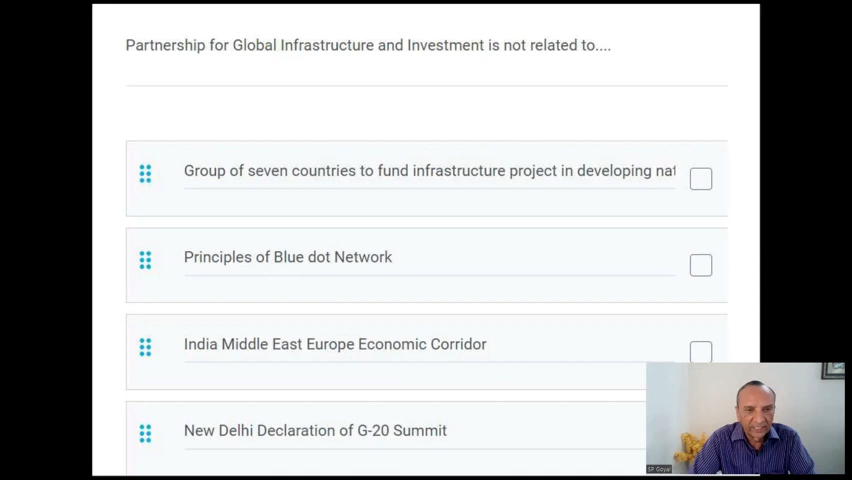 Partnership for Global Infrastructure and Investment is not related to....
Group of seven countries to fund infrastructure project in developing nat
Principles of Blue dot Network
India Middle East Europe Economic Corridor
New Delhi Declaration of G-20 Summit
SP Goyal